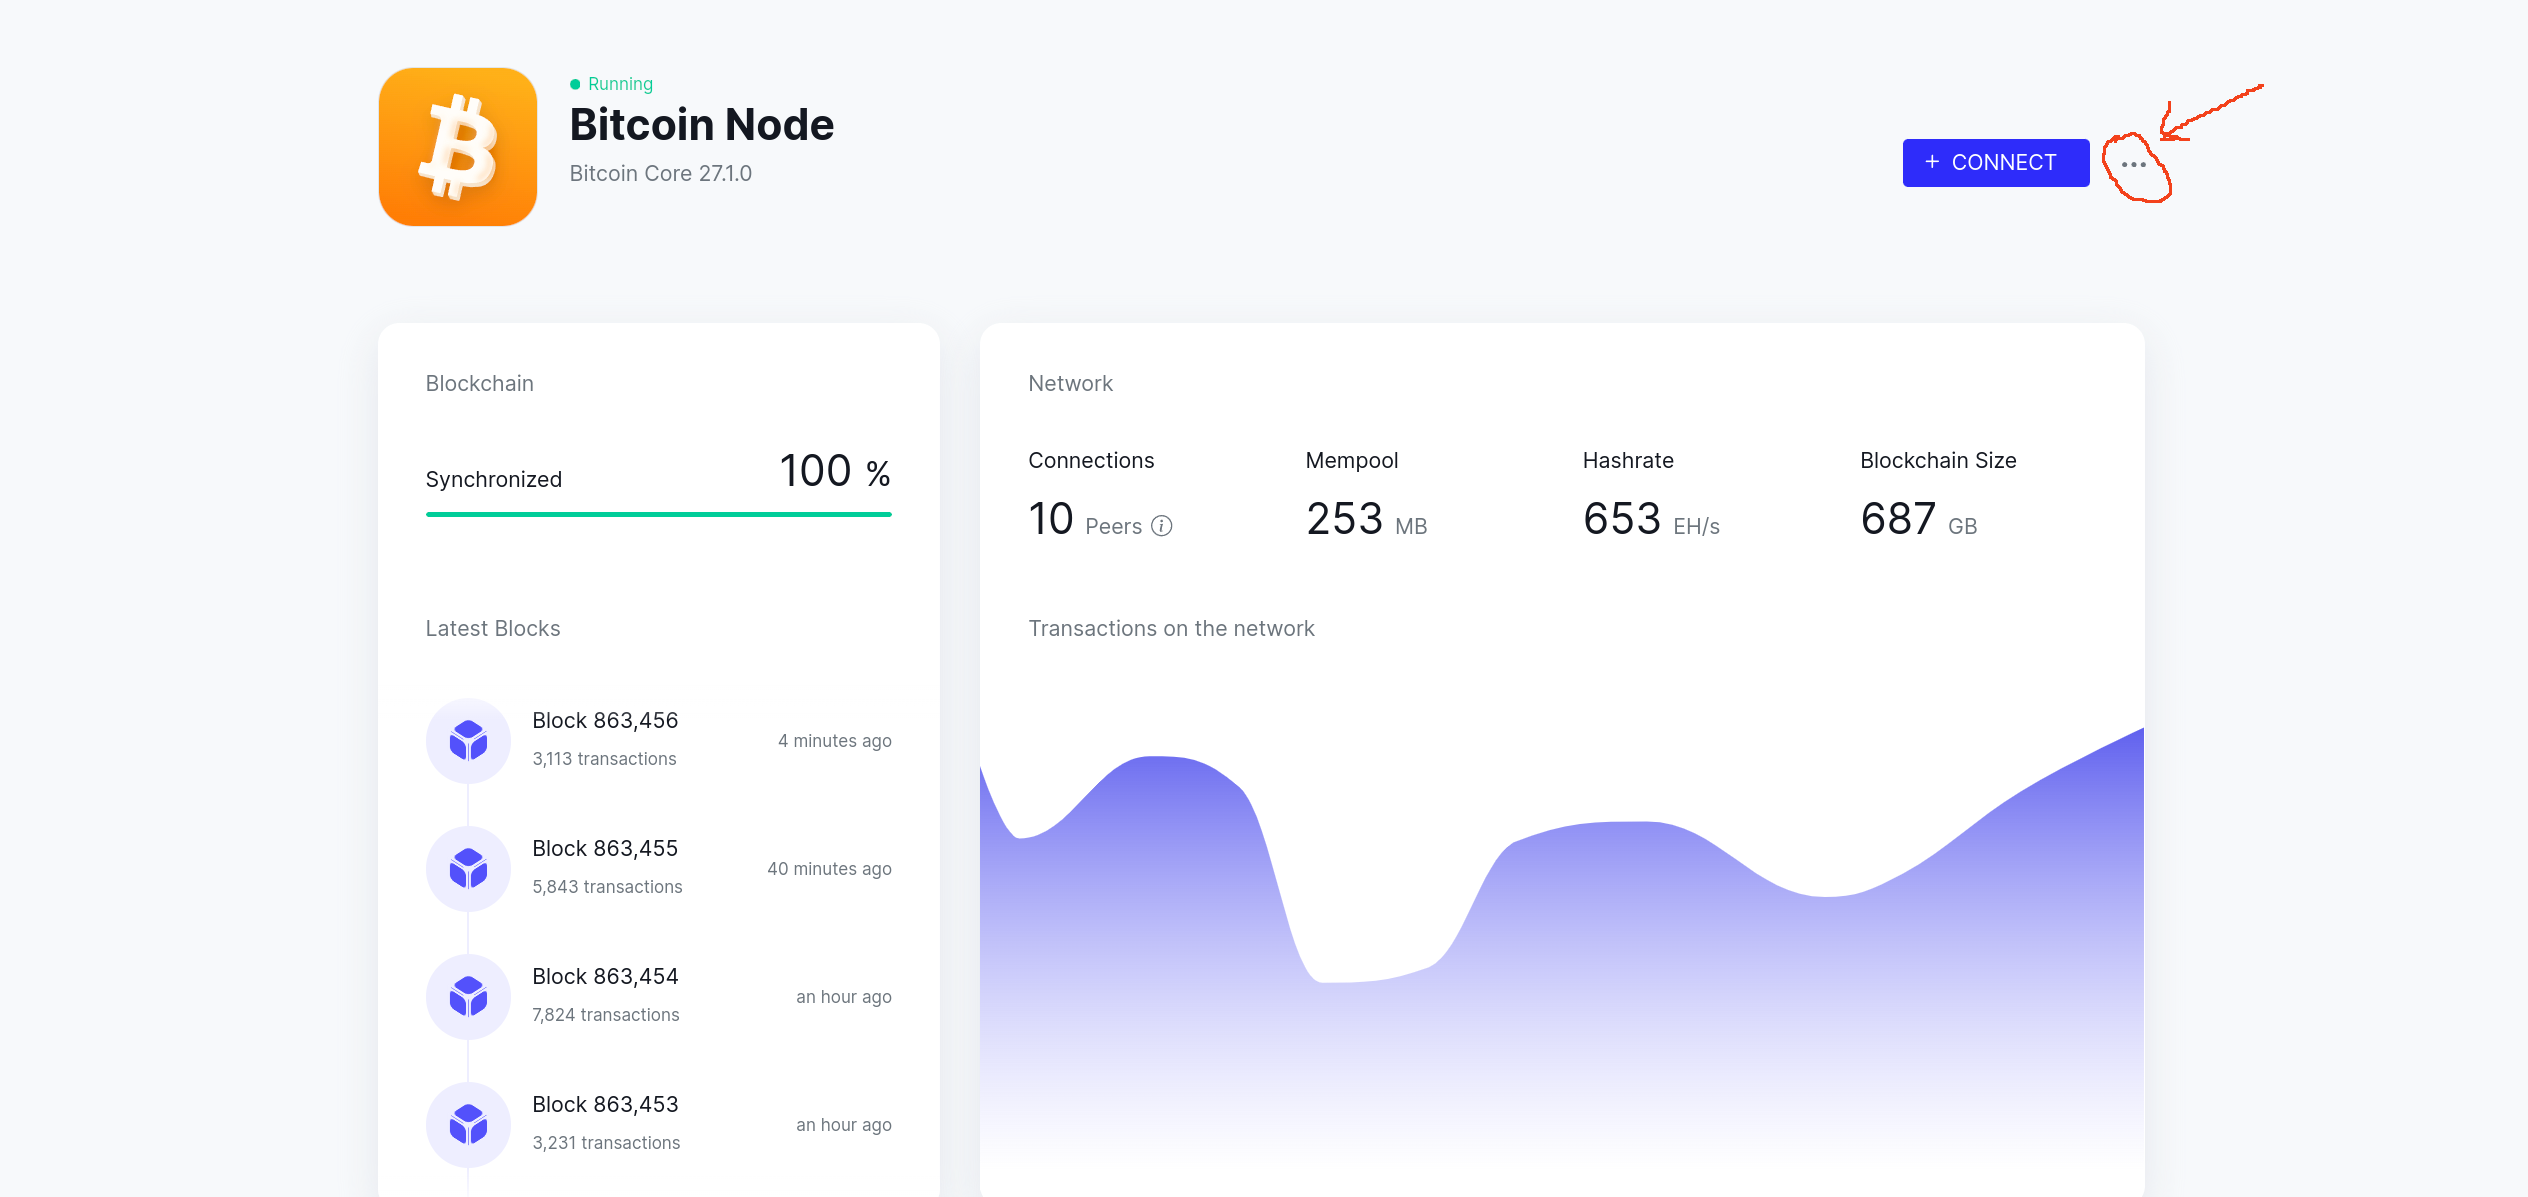 Running
Bitcoin Node
Bitcoin Core 27.1.0
+ CONNECT
...
Blockchain
Synchronized 100 %
Latest Blocks
Block 863,456
3,113 transactions
4 minutes ago
Block 863,455
5,843 transactions
40 minutes ago
Block 863,454
7,824 transactions
an hour ago
Block 863,453
3,231 transactions
an hour ago
Network
Connections
10 Peers
Mempool
253 MB
Hashrate
653 EH/s
Blockchain Size
687 GB
Transactions on the network